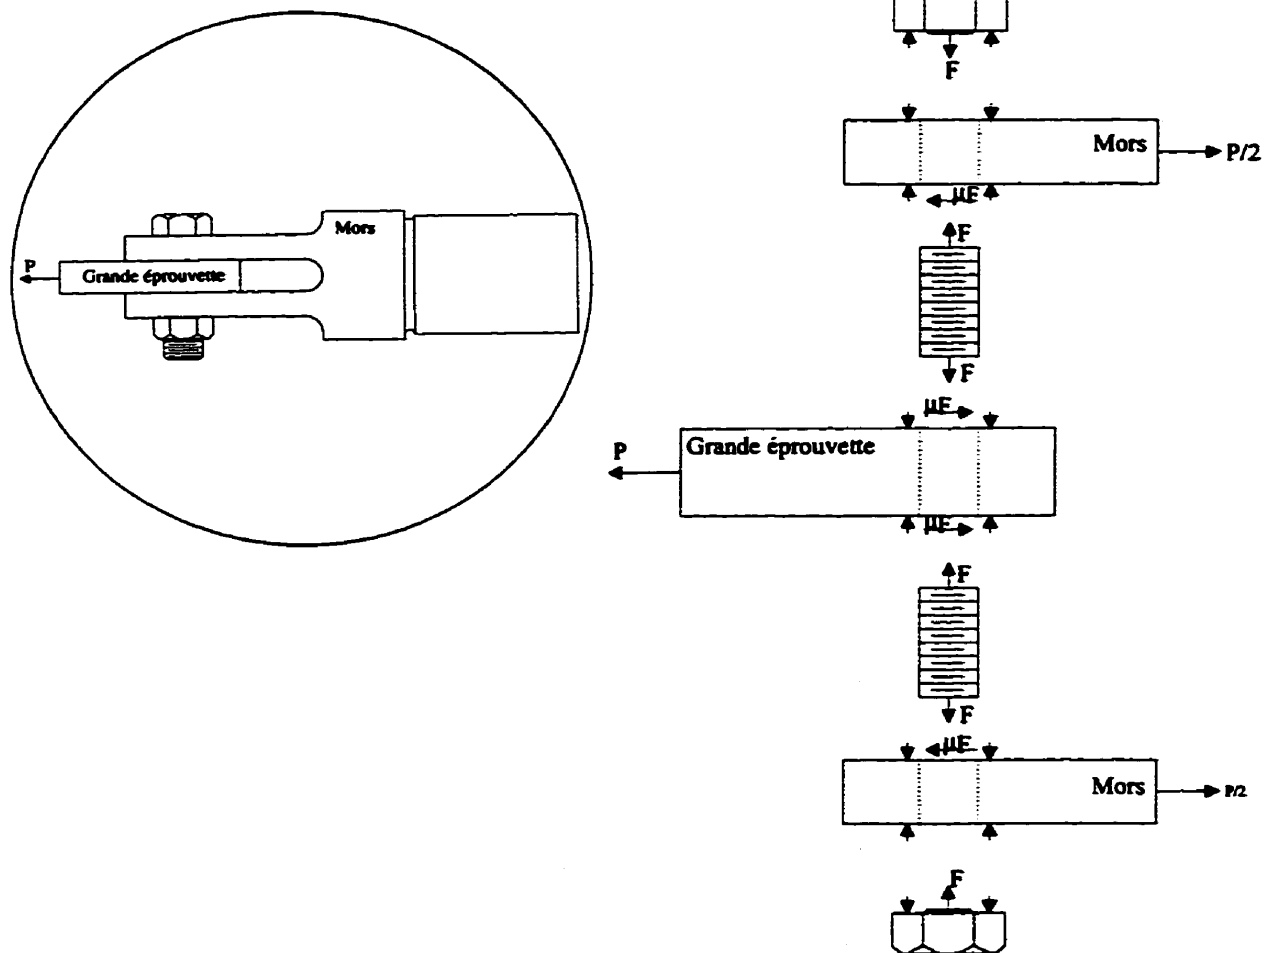 Mors
P
Grande éprouvette
F
Mors
P/2
μF
F
F
μF
P
Grande éprouvette
μF
F
F
μF
Mors
P/2
F